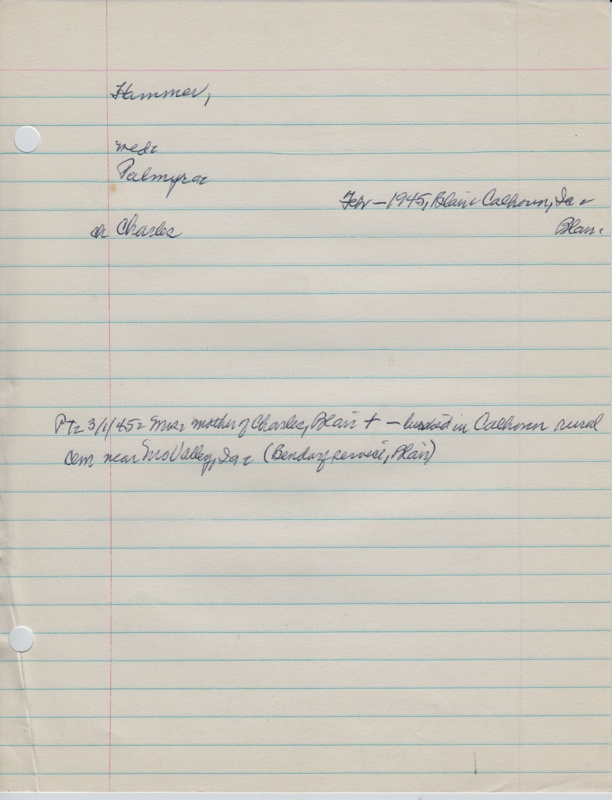 Hammer,
Palmyra
Feb - 1945, Blair Calhoun, Ia
ch Charles Blair
PT 3/1/45 Mrs, mother of Charles, Blair + - buried in Calhoun rural
cem near Mo Valley, Ia (Bendorf service, Blair)